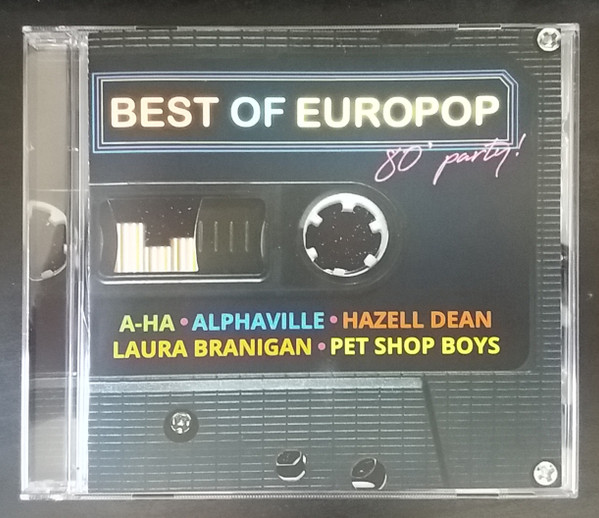 BEST OF EUROPOP
80' party!
A-HA • ALPHAVILLE • HAZELL DEAN
LAURA BRANIGAN • PET SHOP BOYS